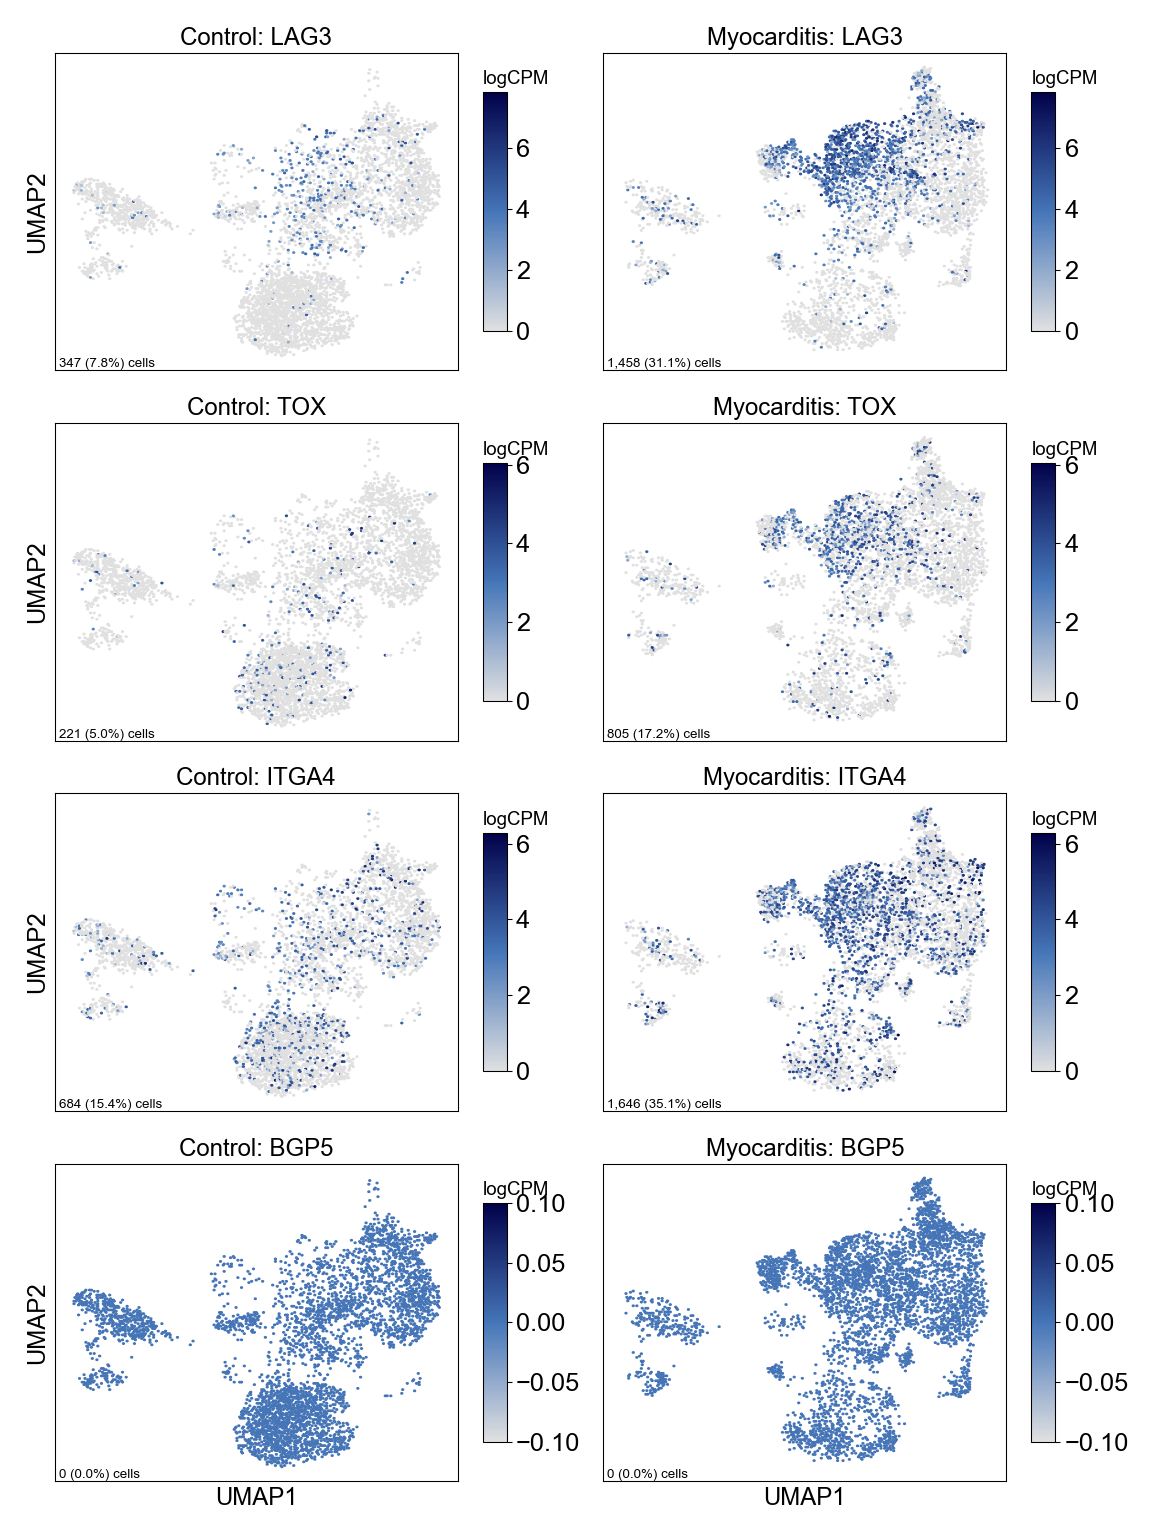 Control: LAG3
Myocarditis: LAG3
logCPM
6
4
2
0
UMAP2
347 (7.8%) cells
logCPM
6
4
2
0
1,458 (31.1%) cells
Control: TOX
Myocarditis: TOX
logCPM
6
4
2
0
UMAP2
221 (5.0%) cells
logCPM
6
4
2
0
805 (17.2%) cells
Control: ITGA4
Myocarditis: ITGA4
logCPM
6
4
2
0
UMAP2
684 (15.4%) cells
logCPM
6
4
2
0
1,646 (35.1%) cells
Control: BGP5
Myocarditis: BGP5
logCPM
0.10
0.05
0.00
−0.05
−0.10
UMAP2
0 (0.0%) cells
UMAP1
logCPM
0.10
0.05
0.00
−0.05
−0.10
0 (0.0%) cells
UMAP1